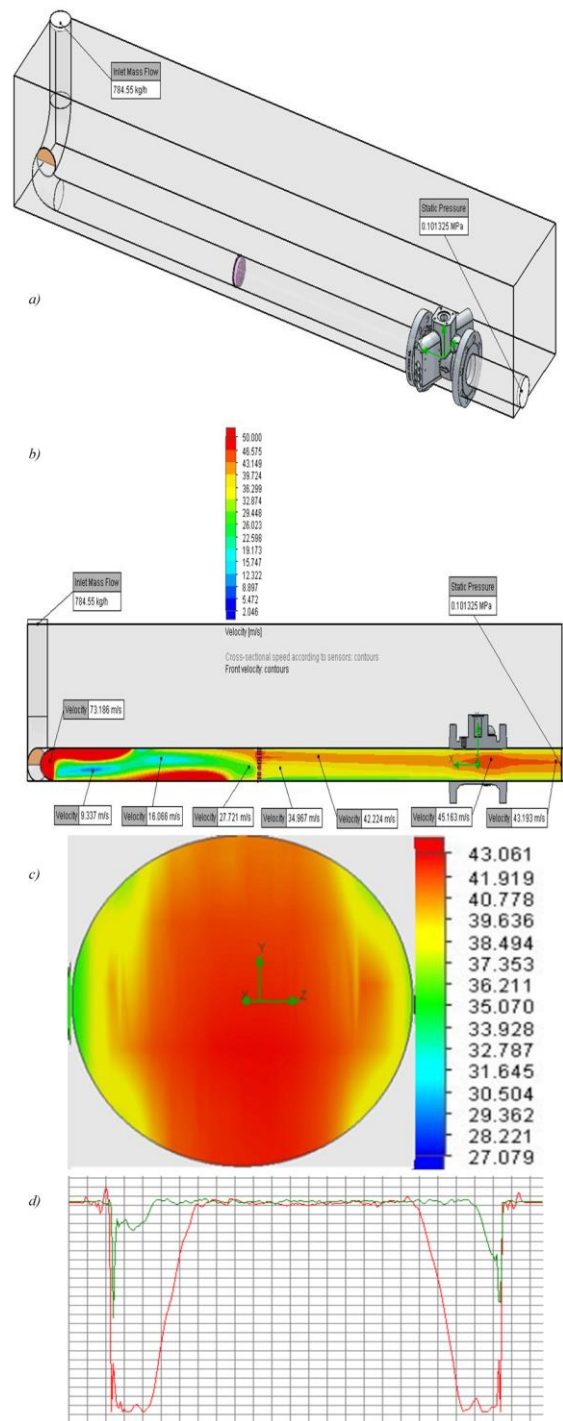 Inlet Mass Flow
784.55 kg/h
Static Pressure
0.101325 MPa
a)
b)
50.000
46.575
43.149
39.724
36.299
32.874
29.448
26.023
22.598
19.173
15.747
12.322
8.897
5.472
2.046
Inlet Mass Flow
784.55 kg/h
Static Pressure
0.101325 MPa
Velocity [m/s]
Cross-sectional speed according to sensors: contours
Front velocity: contours
Velocity 73.186 m/s
Velocity 9.337 m/s
Velocity 16.066 m/s
Velocity 27.721 m/s
Velocity 34.967 m/s
Velocity 42.224 m/s
Velocity 45.163 m/s
Velocity 43.193 m/s
c)
43.061
41.919
40.778
39.636
38.494
37.353
36.211
35.070
33.928
32.787
31.645
30.504
29.362
28.221
27.079
Y
X
Z
d)